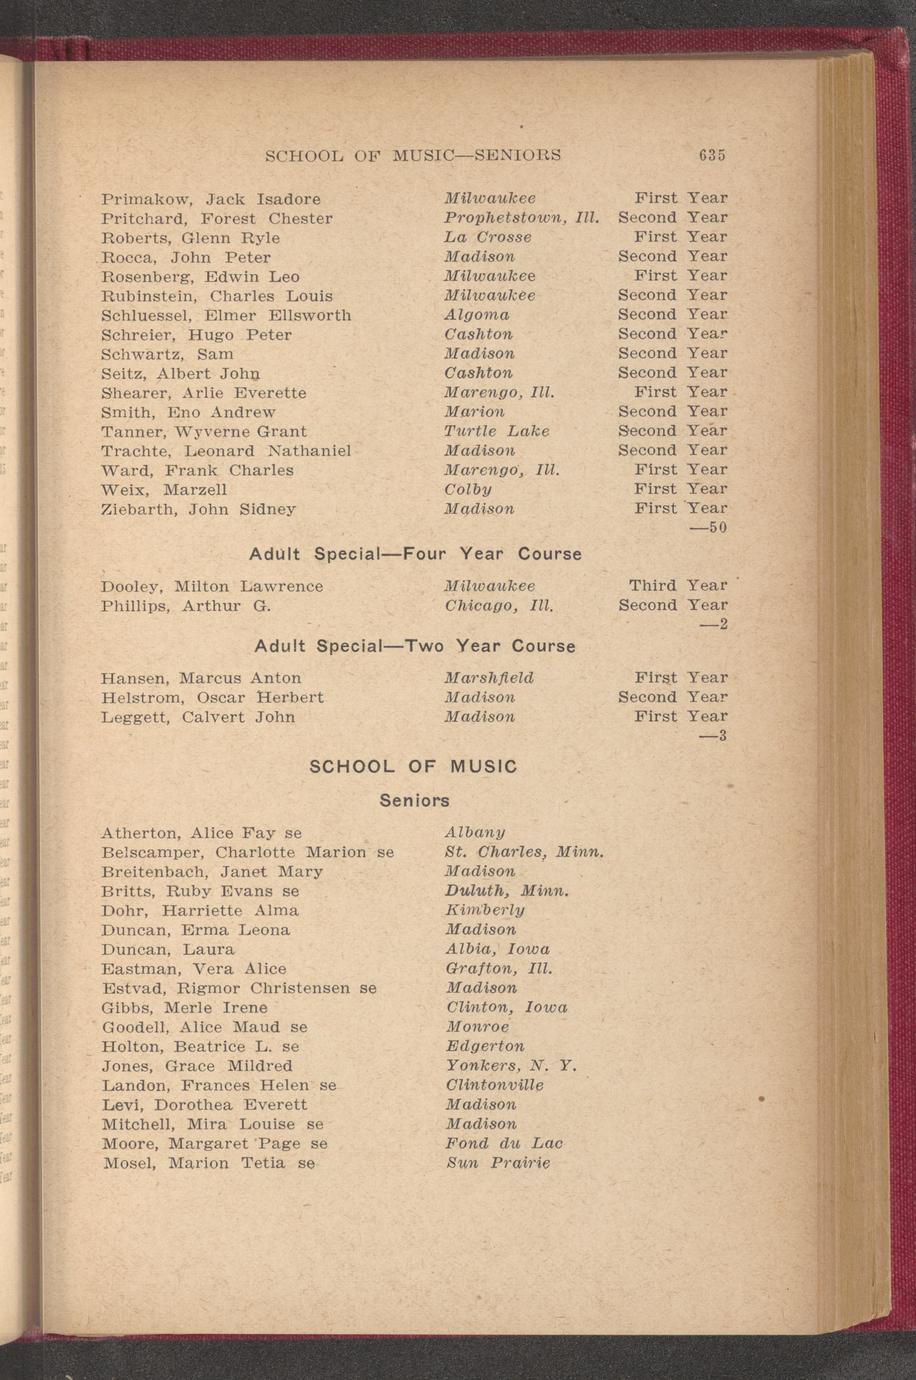 SCHOOL OF MUSIC—SENIORS 635
Primakow, Jack Isadore Milwaukee First Year
Pritchard, Forest Chester Prophetstown, Ill. Second Year
Roberts, Glenn Ryle La Crosse First Year
Rocca, John Peter Madison Second Year
Rosenberg, Edwin Leo Milwaukee First Year
Rubinstein, Charles Louis Milwaukee Second Year
Schluessel, Elmer Ellsworth Algoma Second Year
Schreier, Hugo Peter Cashton Second Year
Schwartz, Sam Madison Second Year
Seitz, Albert John Cashton Second Year
Shearer, Arlie Everette Marengo, Ill. First Year
Smith, Eno Andrew Marion Second Year
Tanner, Wyverne Grant Turtle Lake Second Year
Trachte, Leonard Nathaniel Madison Second Year
Ward, Frank Charles Marengo, Ill. First Year
Weix, Marzell Colby First Year
Ziebarth, John Sidney Madison First Year
—50
Adult Special—Four Year Course
Dooley, Milton Lawrence Milwaukee Third Year
Phillips, Arthur G. Chicago, Ill. Second Year
—2
Adult Special—Two Year Course
Hansen, Marcus Anton Marshfield First Year
Helstrom, Oscar Herbert Madison Second Year
Leggett, Calvert John Madison First Year
—3
SCHOOL OF MUSIC
Seniors
Atherton, Alice Fay se Albany
Belscamper, Charlotte Marion se St. Charles, Minn.
Breitenbach, Janet Mary Madison
Britts, Ruby Evans se Duluth, Minn.
Dohr, Harriette Alma Kimberly
Duncan, Erma Leona Madison
Duncan, Laura Albia, Iowa
Eastman, Vera Alice Grafton, Ill.
Estvad, Rigmor Christensen se Madison
Gibbs, Merle Irene Clinton, Iowa
Goodell, Alice Maud se Monroe
Holton, Beatrice L. se Edgerton
Jones, Grace Mildred Yonkers, N. Y.
Landon, Frances Helen se Clintonville
Levi, Dorothea Everett Madison
Mitchell, Mira Louise se Madison
Moore, Margaret Page se Fond du Lac
Mosel, Marion Tetia se Sun Prairie